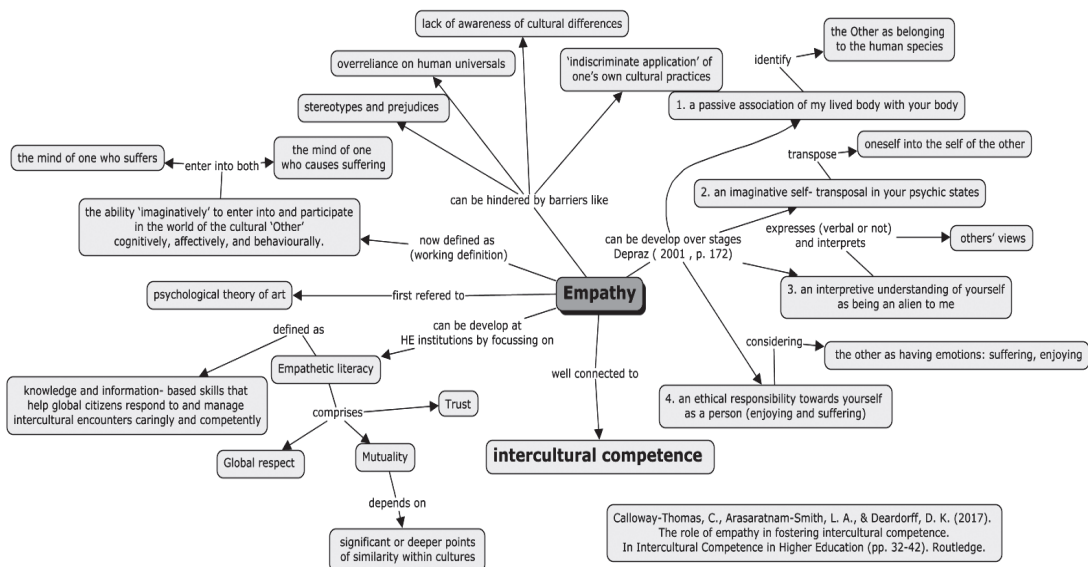 lack of awareness of cultural differences
overreliance on human universals
'indiscriminate application' of
one's own cultural practices
stereotypes and prejudices
the Other as belonging
to the human species
identify
1. a passive association of my lived body with your body
the mind of one who suffers
enter into both
the mind of one
who causes suffering
can be hindered by barriers like
oneself into the self of the other
transpose
2. an imaginative self- transposal in your psychic states
the ability 'imaginatively' to enter into and participate
in the world of the cultural 'Other'
cognitively, affectively, and behaviourally.
now defined as
(working definition)
can be develop over stages
Depraz ( 2001 , p. 172)
expresses (verbal or not)
and interprets
others' views
3. an interpretive understanding of yourself
as being an alien to me
psychological theory of art
first refered to
Empathy
can be develop at
HE institutions by focussing on
defined as
Empathetic literacy
knowledge and information- based skills that
help global citizens respond to and manage
intercultural encounters caringly and competently
well connected to
considering
the other as having emotions: suffering, enjoying
4. an ethical responsibility towards yourself
as a person (enjoying and suffering)
comprises
Trust
Global respect
Mutuality
intercultural competence
depends on
significant or deeper points
of similarity within cultures
Calloway-Thomas, C., Arasaratnam-Smith, L. A., & Deardorff, D. K. (2017).
The role of empathy in fostering intercultural competence.
In Intercultural Competence in Higher Education (pp. 32-42). Routledge.